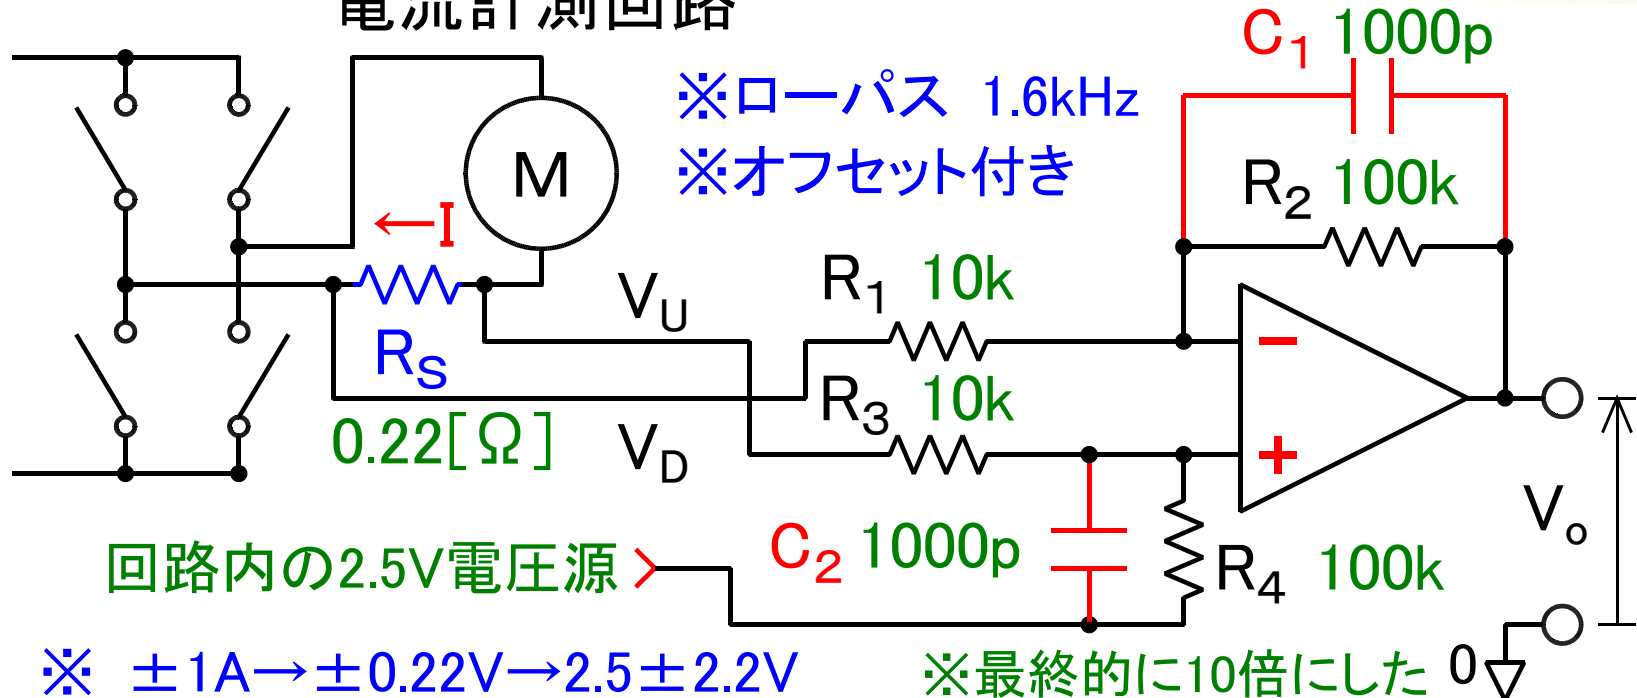 電流計測回路
C1 1000p
※ローパス 1.6kHz
※オフセット付き
M
R2 100k
←I
R1 10k
VU
RS
R3 10k
0.22[Ω]
VD
－
＋
Vo
C2 1000p
R4 100k
回路内の2.5V電圧源
※ ±1A→±0.22V→2.5±2.2V
※最終的に10倍にした
0